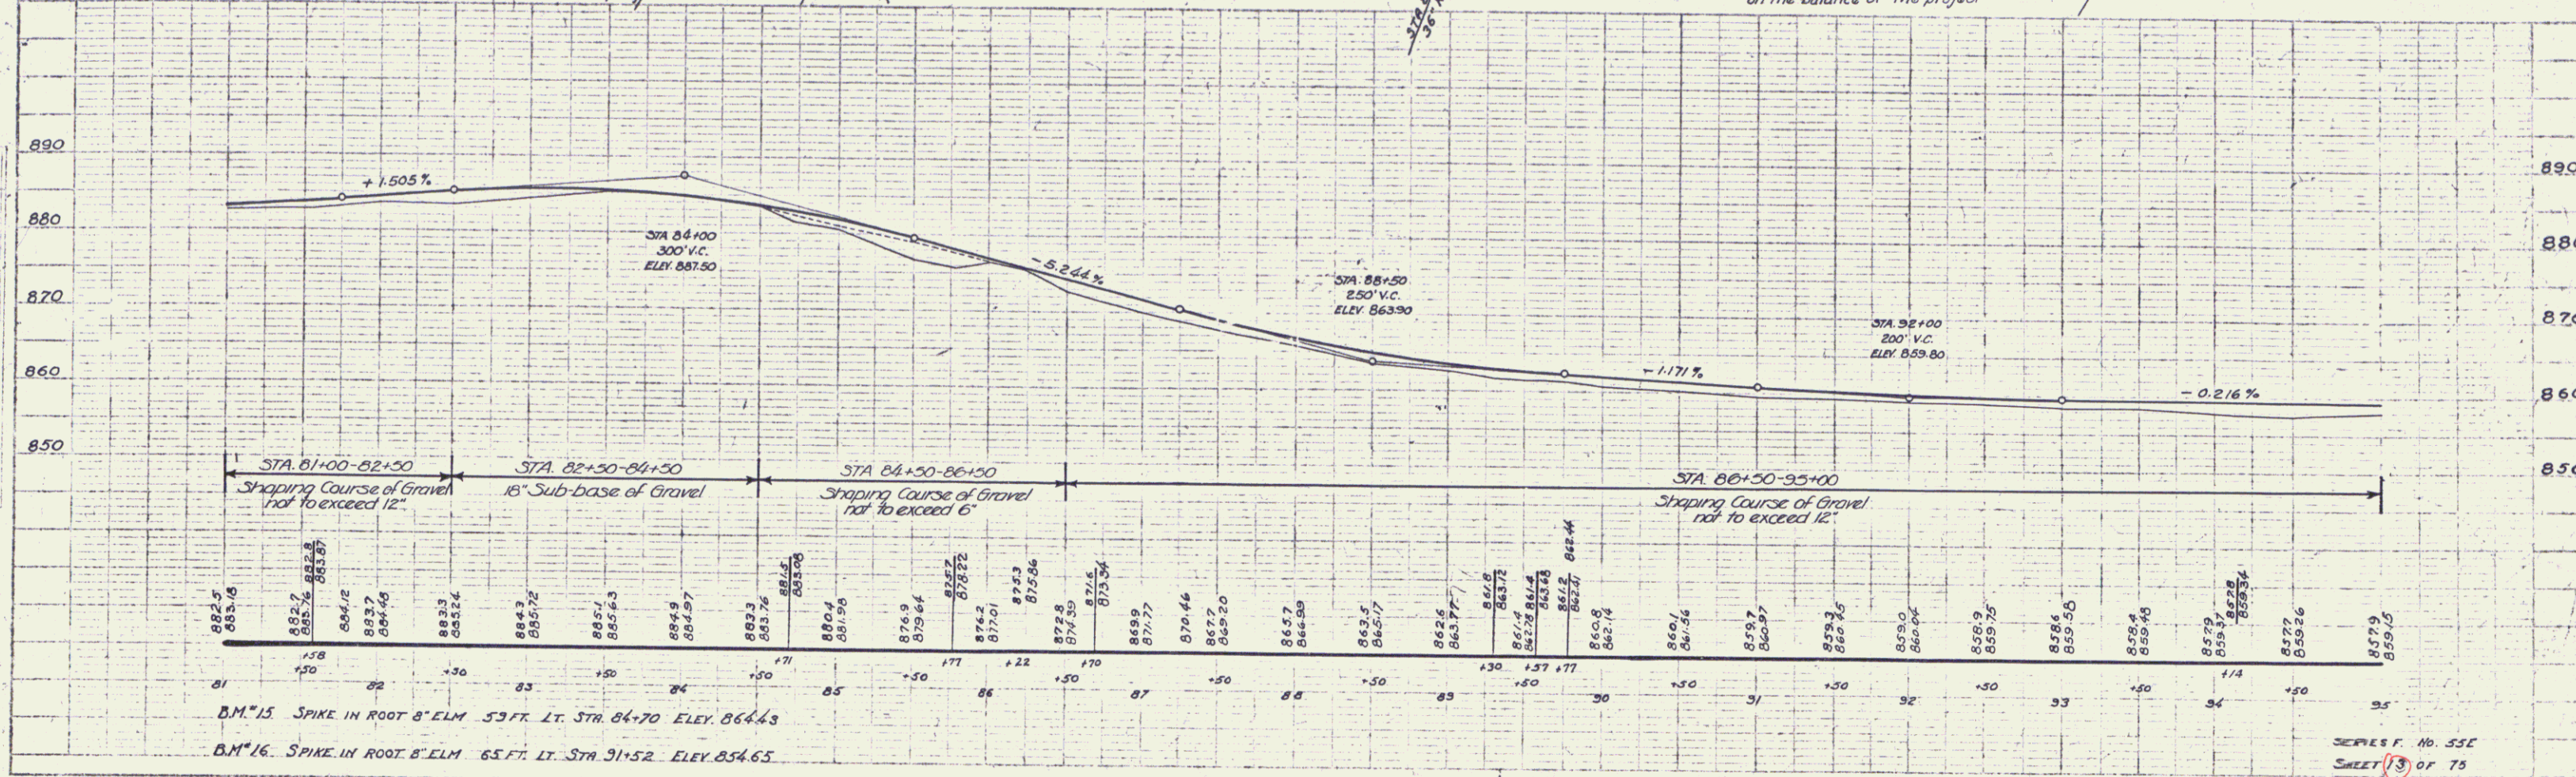 on the balance of the project
36"
890
880
870
860
850
890
860
+ 1.505 %
STA 84+00
300' V.C.
ELEV. 887.50
- 5.244 %
STA. 88+50
250' V.C.
ELEV. 863.90
- 1.171 %
STA. 92+00
200' V.C.
ELEV. 859.80
- 0.216 %
STA. 81+00-82+50
Shaping Course of Gravel
not to exceed 12"
STA. 82+50-84+50
18" Sub-base of Gravel
STA 84+50-86+50
Shaping Course of Gravel
not to exceed 6"
STA. 86+50-95+00
Shaping Course of Gravel
not to exceed 12"
882.5
883.18
882.7
883.76
882.8
883.87
884.12
883.7
884.48
883.3
885.24
884.3
885.72
885.1
885.63
884.9
884.97
883.3
883.76
881.5
883.08
880.4
881.98
876.9
879.64
875.7
878.22
876.2
877.01
875.3
875.86
872.8
874.39
871.6
873.34
869.9
871.77
870.46
867.7
869.20
865.7
866.99
863.5
865.17
862.6
863.77
861.8
863.12
861.4
862.78
861.4
863.68
861.2
862.41
862.44
860.8
862.14
860.1
861.56
859.7
860.97
859.3
860.45
859.0
860.04
858.9
859.75
858.6
859.58
858.4
859.48
857.9
859.37
859.34
857.7
859.26
857.9
859.15
+58 +71 +77 +22 +70 +30 +57 +77 +14
81 +50 82 +50 83 +50 84 +50 85 +50 86 +50 87 +50 88 +50 89 +50 90 +50 91 +50 92 +50 93 +50 94 +50 95
B.M.#15 SPIKE IN ROOT 8" ELM 59 FT. LT. STA. 84+70 ELEV. 864.43
B.M.#16 SPIKE IN ROOT 8" ELM 65 FT. LT. STA 91+52 ELEV 854.65
SERIES F. NO. 55E
SHEET 13 OF 75